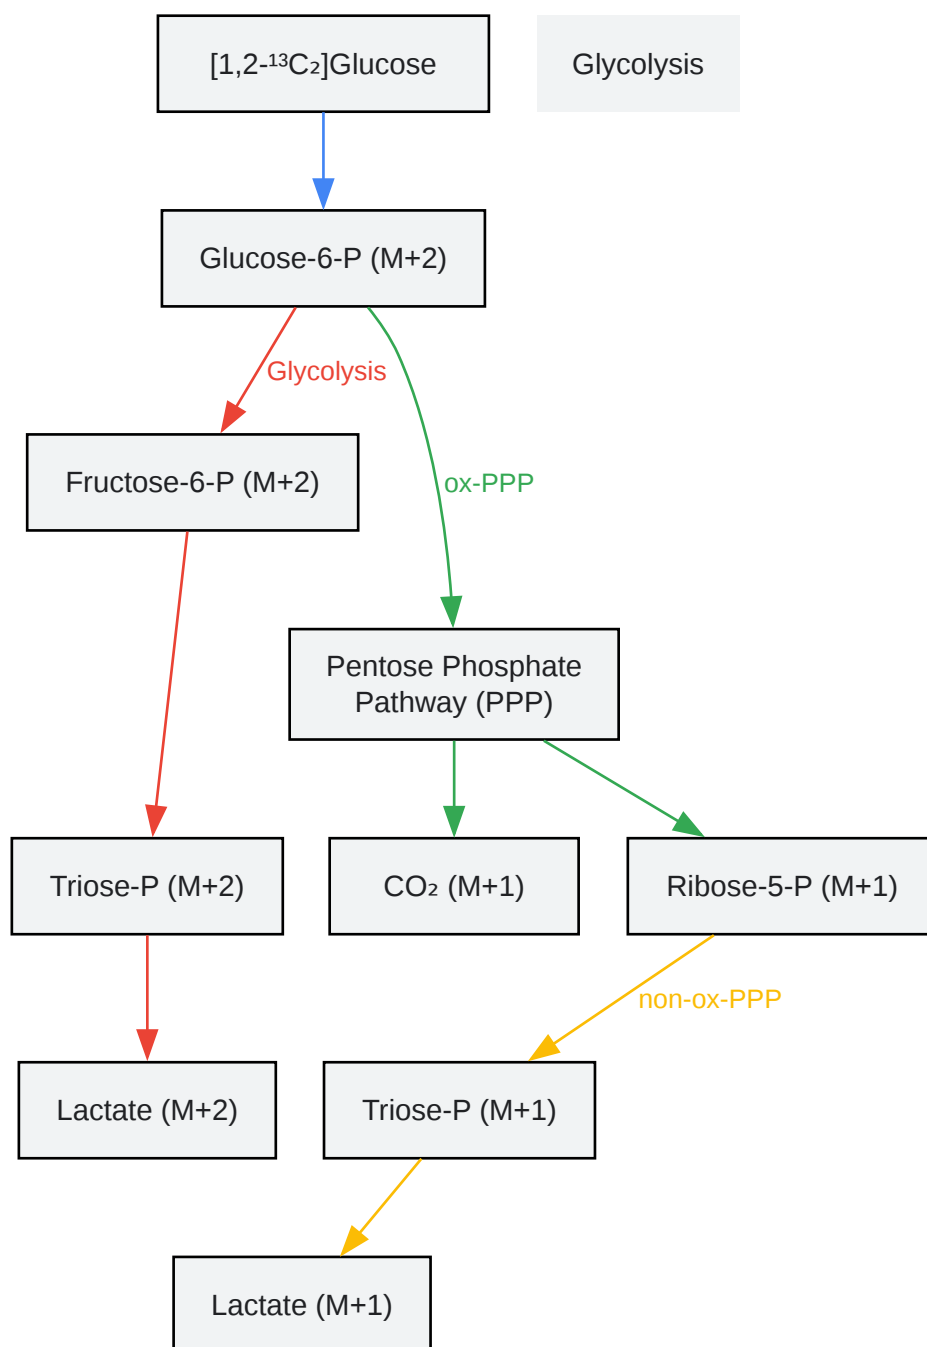 [1,2-¹³C₂]Glucose
Glycolysis
Glucose-6-P (M+2)
Glycolysis
Fructose-6-P (M+2)
ox-PPP
Pentose Phosphate
Pathway (PPP)
Triose-P (M+2)
CO₂ (M+1)
Ribose-5-P (M+1)
non-ox-PPP
Lactate (M+2)
Triose-P (M+1)
Lactate (M+1)